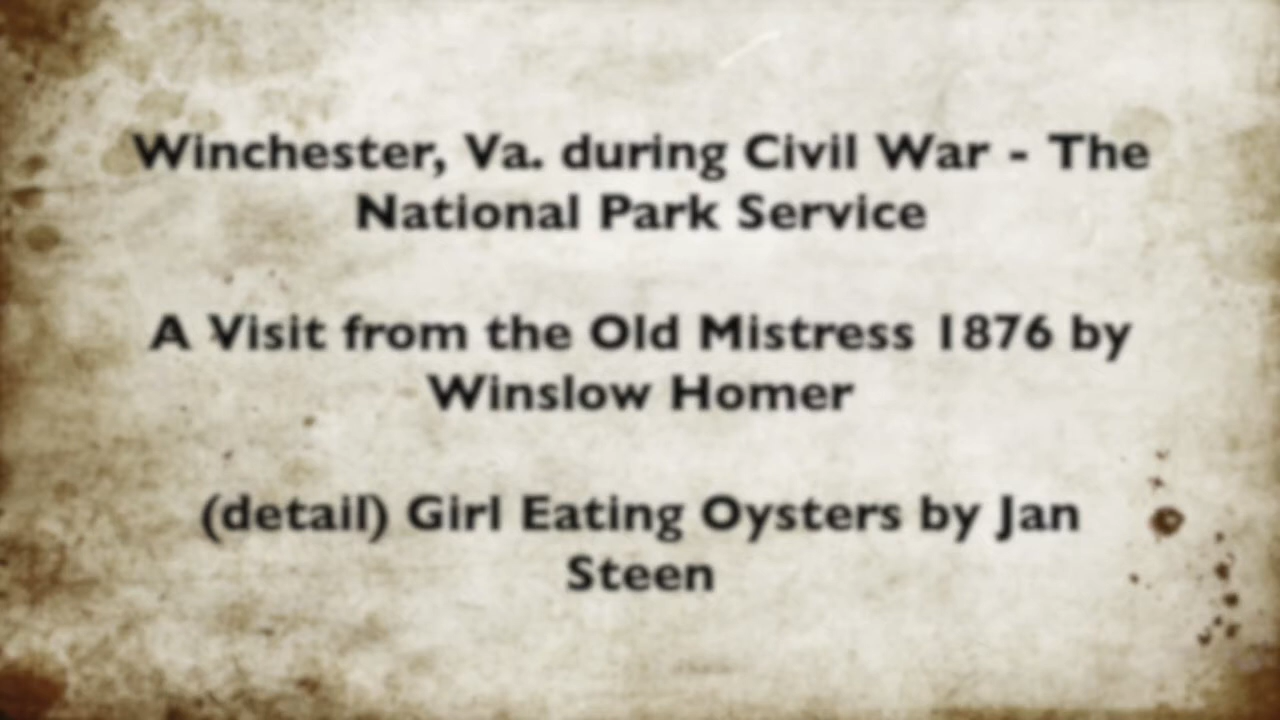 Winchester, Va. during Civil War - The
National Park Service
A Visit from the Old Mistress 1876 by
Winslow Homer
(detail) Girl Eating Oysters by Jan
Steen